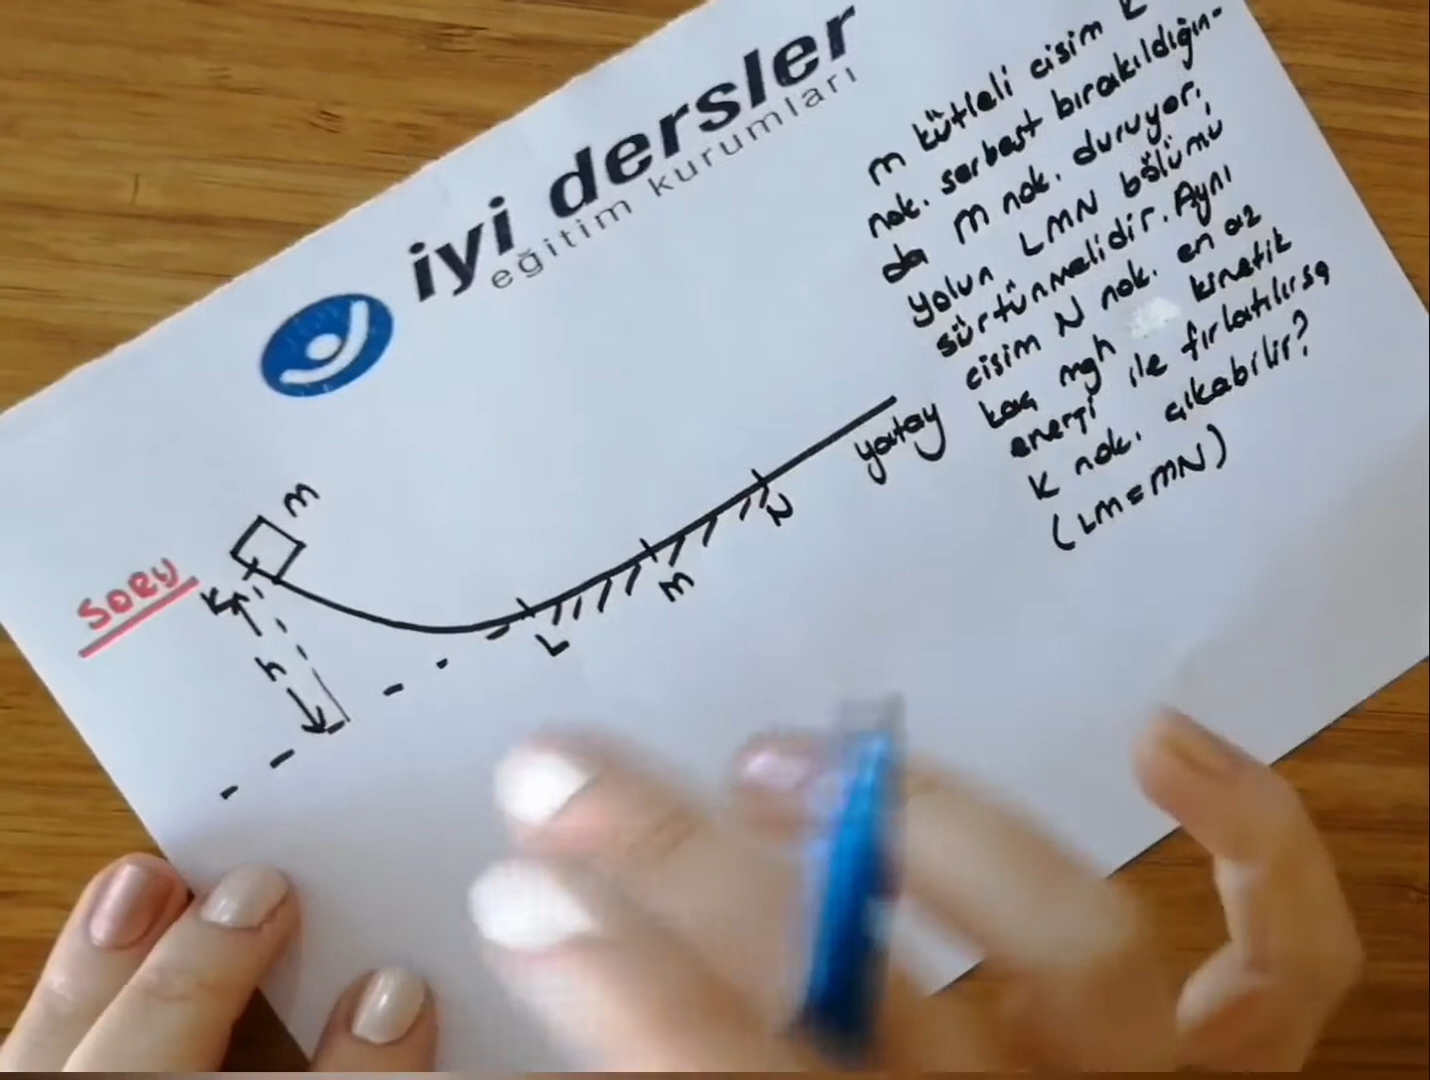 iyi dersler
eğitim kurumları
m kütleli cisim K
nok. serbest bırakıldığın-
da M nok. duruyor.
yolun LMN bölümü
sürtünmelidir. Aynı
cisim N nok. en az
kaç mgh kinetik
enerji ile fırlatılırsa
K nok. çıkabilir?
(LM=MN)
SORU
m
K
h
L
M
N
yatay